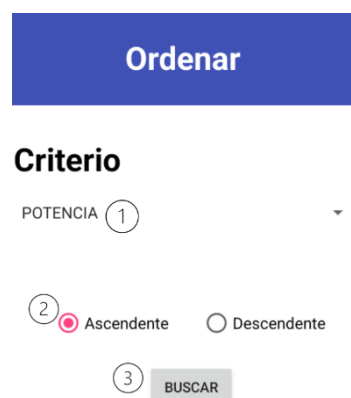 Ordenar
Criterio
POTENCIA 1
2 Ascendente Descendente
3 BUSCAR